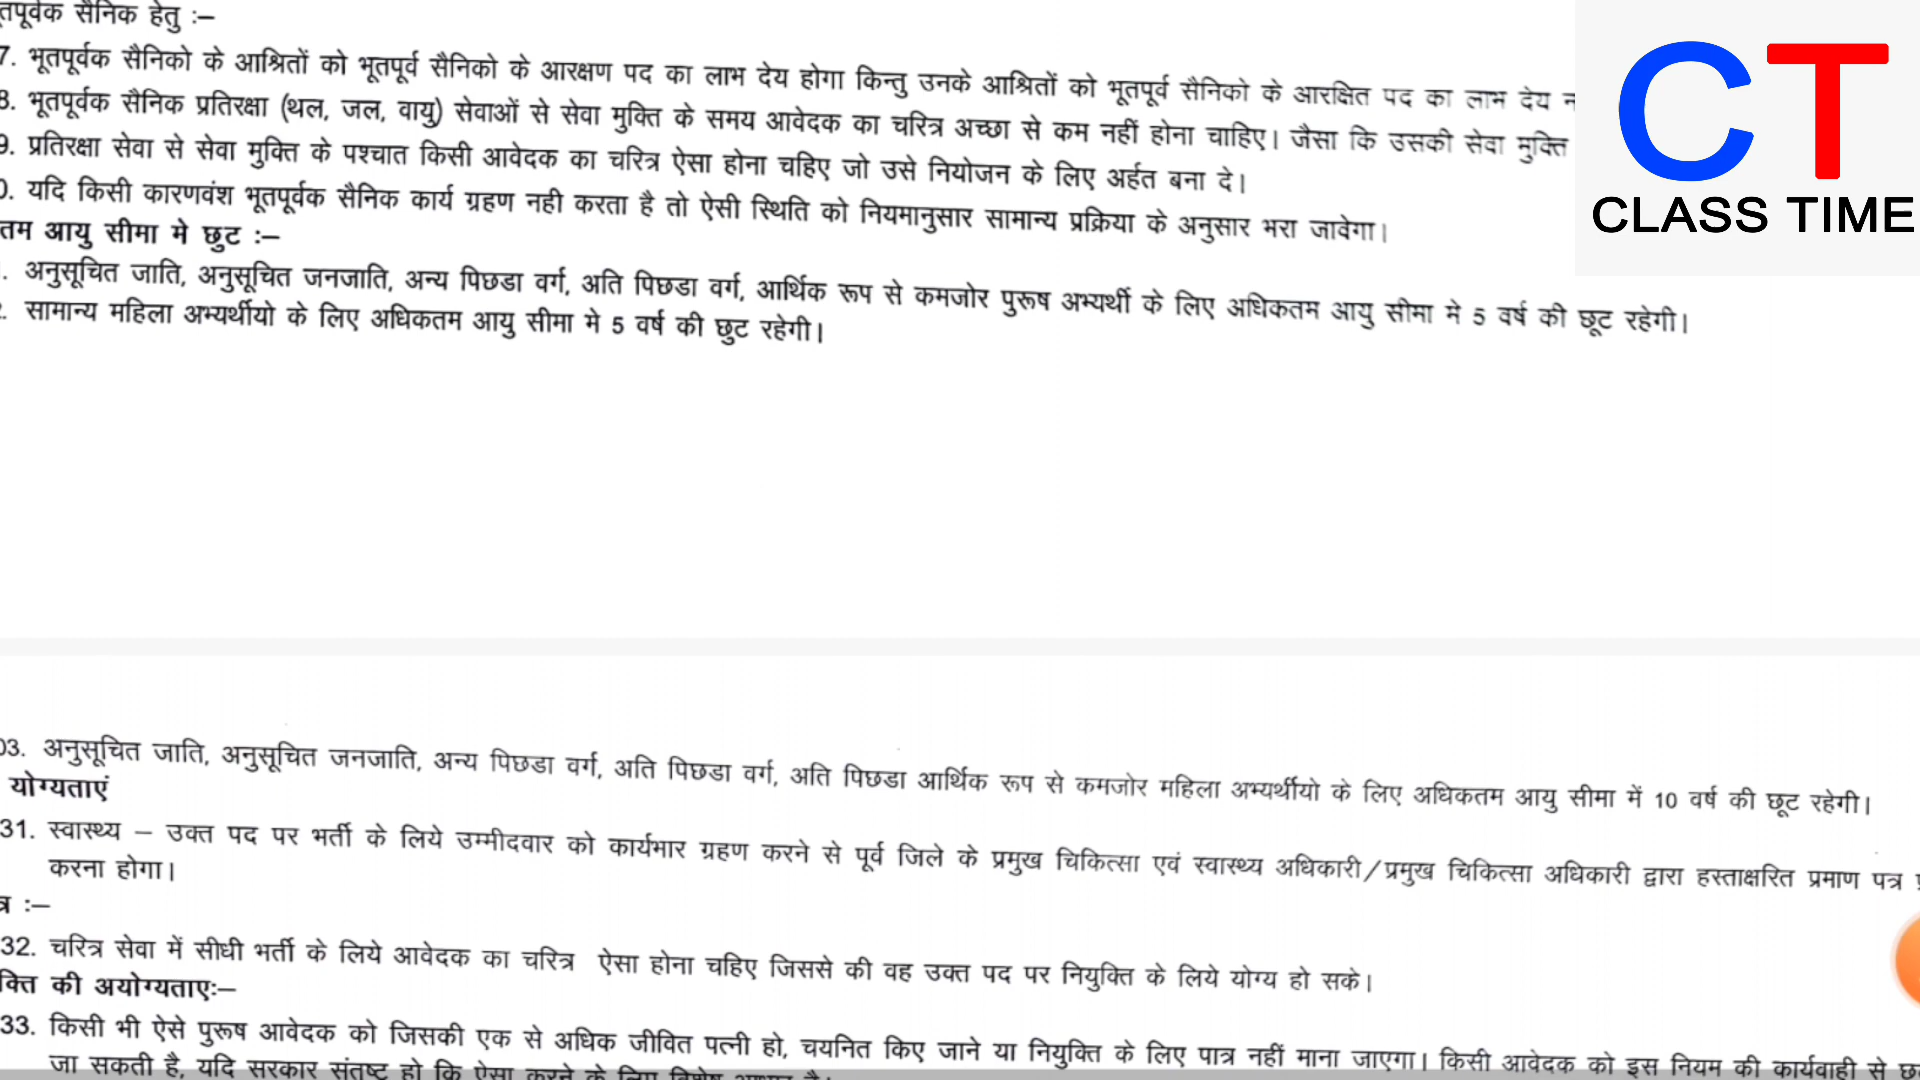 तपूर्वक सैनिक हेतु :–
7. भूतपूर्वक सैनिको के आश्रितों को भूतपूर्व सैनिको के आरक्षण पद का लाभ देय होगा किन्तु उनके आश्रितों को भूतपूर्व सैनिको के आरक्षित पद का लाभ देय न
8. भूतपूर्वक सैनिक प्रतिरक्षा (थल, जल, वायु) सेवाओं से सेवा मुक्ति के समय आवेदक का चरित्र अच्छा से कम नहीं होना चाहिए। जैसा कि उसकी सेवा मुक्ति
9. प्रतिरक्षा सेवा से सेवा मुक्ति के पश्चात किसी आवेदक का चरित्र ऐसा होना चहिए जो उसे नियोजन के लिए अर्हत बना दे।
0. यदि किसी कारणवंश भूतपूर्वक सैनिक कार्य ग्रहण नही करता है तो ऐसी स्थिति को नियमानुसार सामान्य प्रक्रिया के अनुसार भरा जावेगा।
तम आयु सीमा मे छुट :–
. अनुसूचित जाति, अनुसूचित जनजाति, अन्य पिछडा वर्ग, अति पिछडा वर्ग, आर्थिक रूप से कमजोर पुरूष अभ्यर्थी के लिए अधिकतम आयु सीमा मे 5 वर्ष की छूट रहेगी।
. सामान्य महिला अभ्यर्थीयो के लिए अधिकतम आयु सीमा मे 5 वर्ष की छुट रहेगी।
CT
CLASS TIME
03. अनुसूचित जाति, अनुसूचित जनजाति, अन्य पिछडा वर्ग, अति पिछडा वर्ग, अति पिछडा आर्थिक रूप से कमजोर महिला अभ्यर्थीयो के लिए अधिकतम आयु सीमा में 10 वर्ष की छूट रहेगी।
योग्यताएं
31. स्वास्थ्य – उक्त पद पर भर्ती के लिये उम्मीदवार को कार्यभार ग्रहण करने से पूर्व जिले के प्रमुख चिकित्सा एवं स्वास्थ्य अधिकारी/प्रमुख चिकित्सा अधिकारी द्वारा हस्ताक्षरित प्रमाण पत्र
करना होगा।
त्र :–
32. चरित्र सेवा में सीधी भर्ती के लिये आवेदक का चरित्र ऐसा होना चहिए जिससे की वह उक्त पद पर नियुक्ति के लिये योग्य हो सके।
क्ति की अयोग्यताएः–
33. किसी भी ऐसे पुरूष आवेदक को जिसकी एक से अधिक जीवित पत्नी हो, चयनित किए जाने या नियुक्ति के लिए पात्र नहीं माना जाएगा। किसी आवेदक को इस नियम की कार्यवाही से
जा सकती है, यदि सरकार संतुष्ट हो कि ऐसा करने के लिए विशेष आधार है।